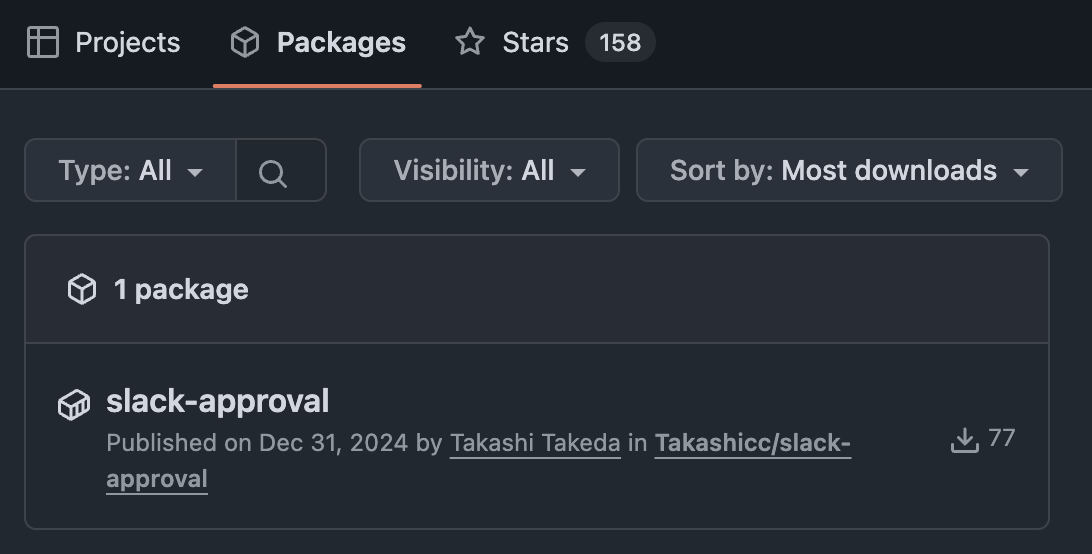 Projects Packages Stars 158
Type: All Visibility: All Sort by: Most downloads
1 package
slack-approval
Published on Dec 31, 2024 by Takashi Takeda in Takashicc/slack-
approval
77